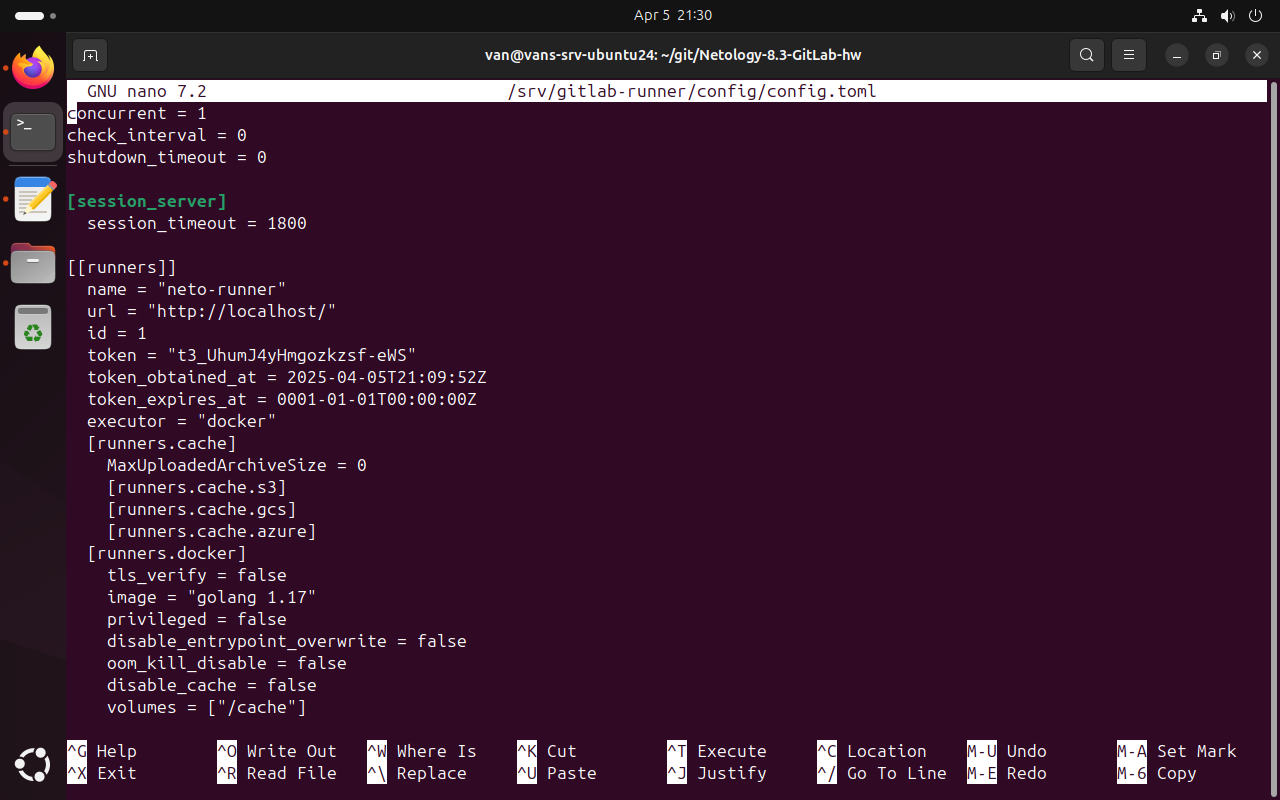 Apr 5 21:30
van@vans-srv-ubuntu24: ~/git/Netology-8.3-GitLab-hw
GNU nano 7.2 /srv/gitlab-runner/config/config.toml
concurrent = 1
check_interval = 0
shutdown_timeout = 0
[session_server]
session_timeout = 1800
[[runners]]
name = "neto-runner"
url = "http://localhost/"
id = 1
token = "t3_UhumJ4yHmgozkzsf-eWS"
token_obtained_at = 2025-04-05T21:09:52Z
token_expires_at = 0001-01-01T00:00:00Z
executor = "docker"
[runners.cache]
MaxUploadedArchiveSize = 0
[runners.cache.s3]
[runners.cache.gcs]
[runners.cache.azure]
[runners.docker]
tls_verify = false
image = "golang 1.17"
privileged = false
disable_entrypoint_overwrite = false
oom_kill_disable = false
disable_cache = false
volumes = ["/cache"]
^G Help ^O Write Out ^W Where Is ^K Cut ^T Execute ^C Location M-U Undo M-A Set Mark
^X Exit ^R Read File ^\ Replace ^U Paste ^J Justify ^/ Go To Line M-E Redo M-6 Copy